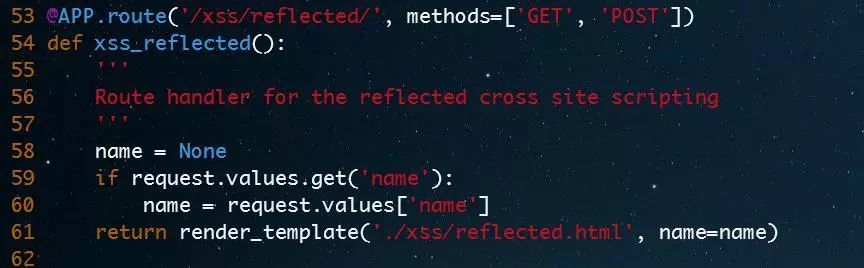 53 @APP.route('/xss/reflected/', methods=['GET', 'POST'])
54 def xss_reflected():
55     '''
56     Route handler for the reflected cross site scripting
57     '''
58     name = None
59     if request.values.get('name'):
60         name = request.values['name']
61     return render_template('./xss/reflected.html', name=name)
62